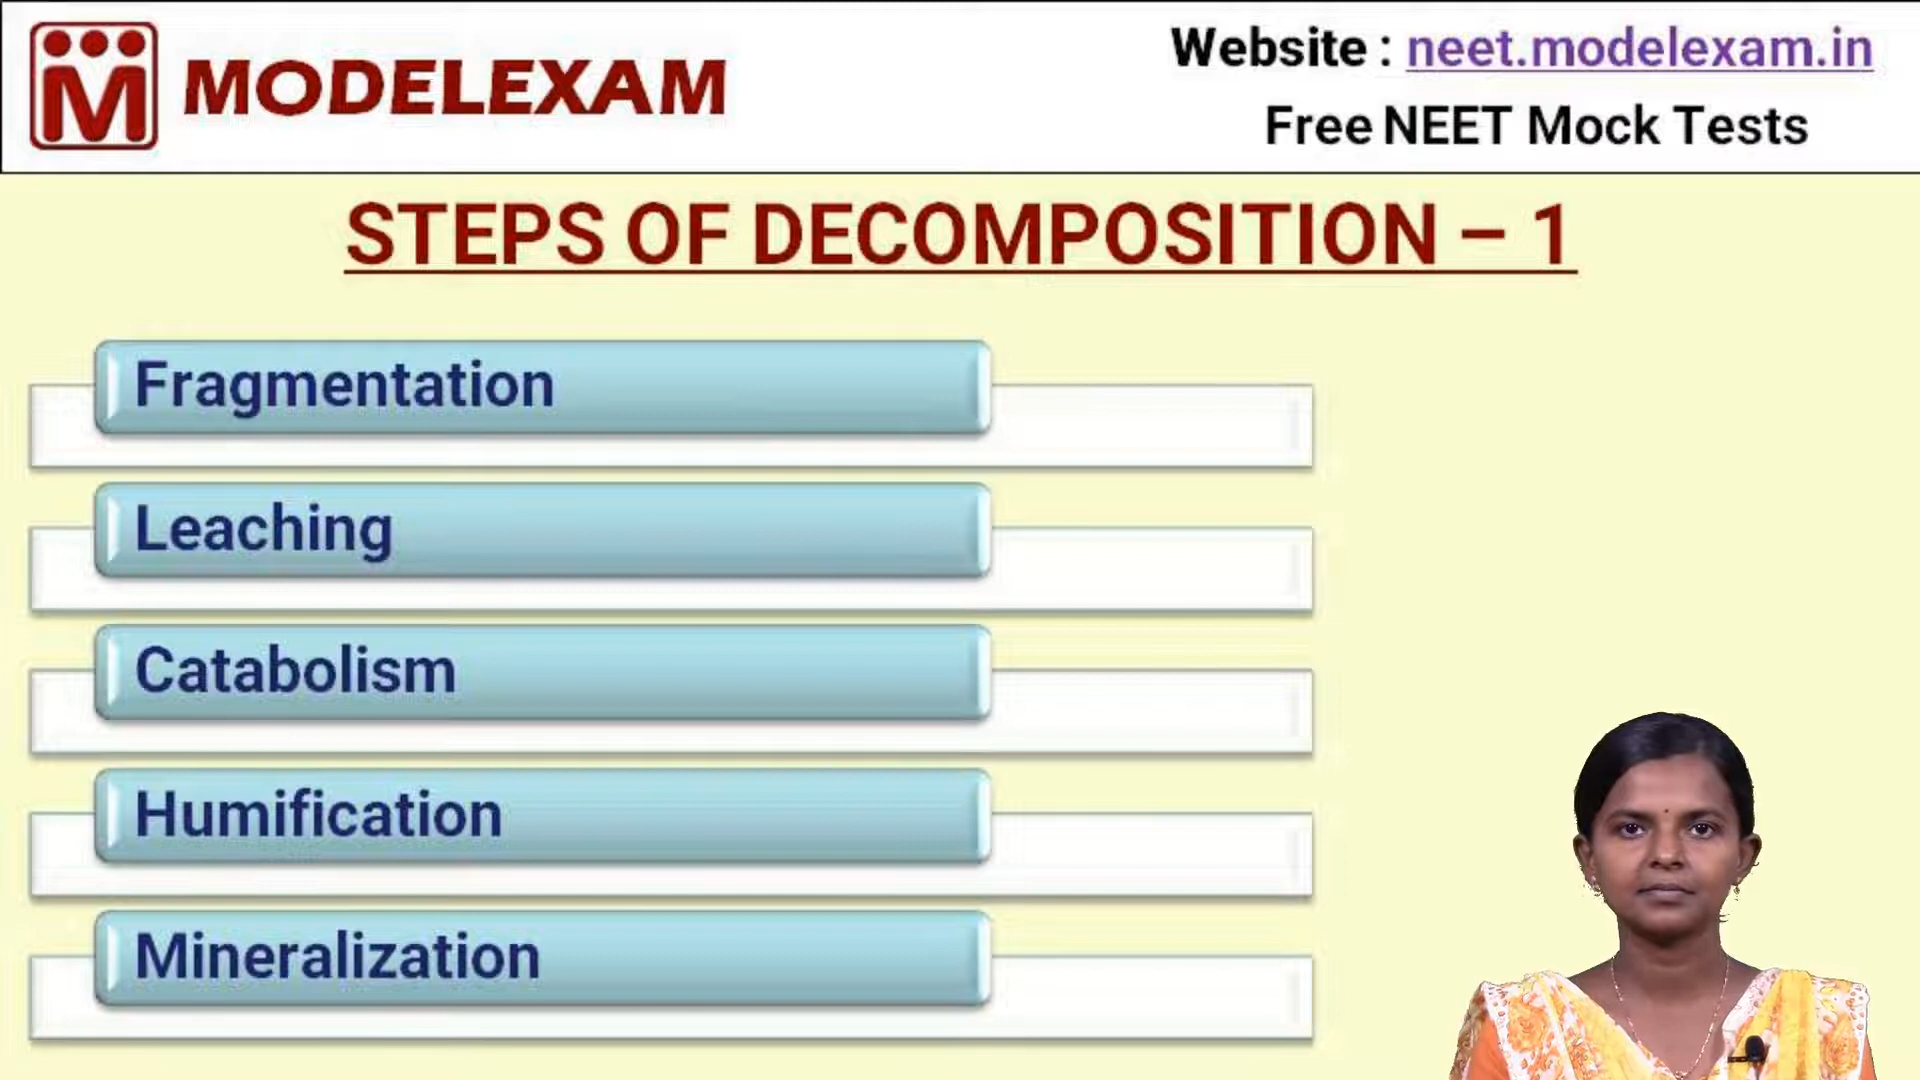 MODELEXAM
Website : neet.modelexam.in
Free NEET Mock Tests
STEPS OF DECOMPOSITION – 1
Fragmentation
Leaching
Catabolism
Humification
Mineralization